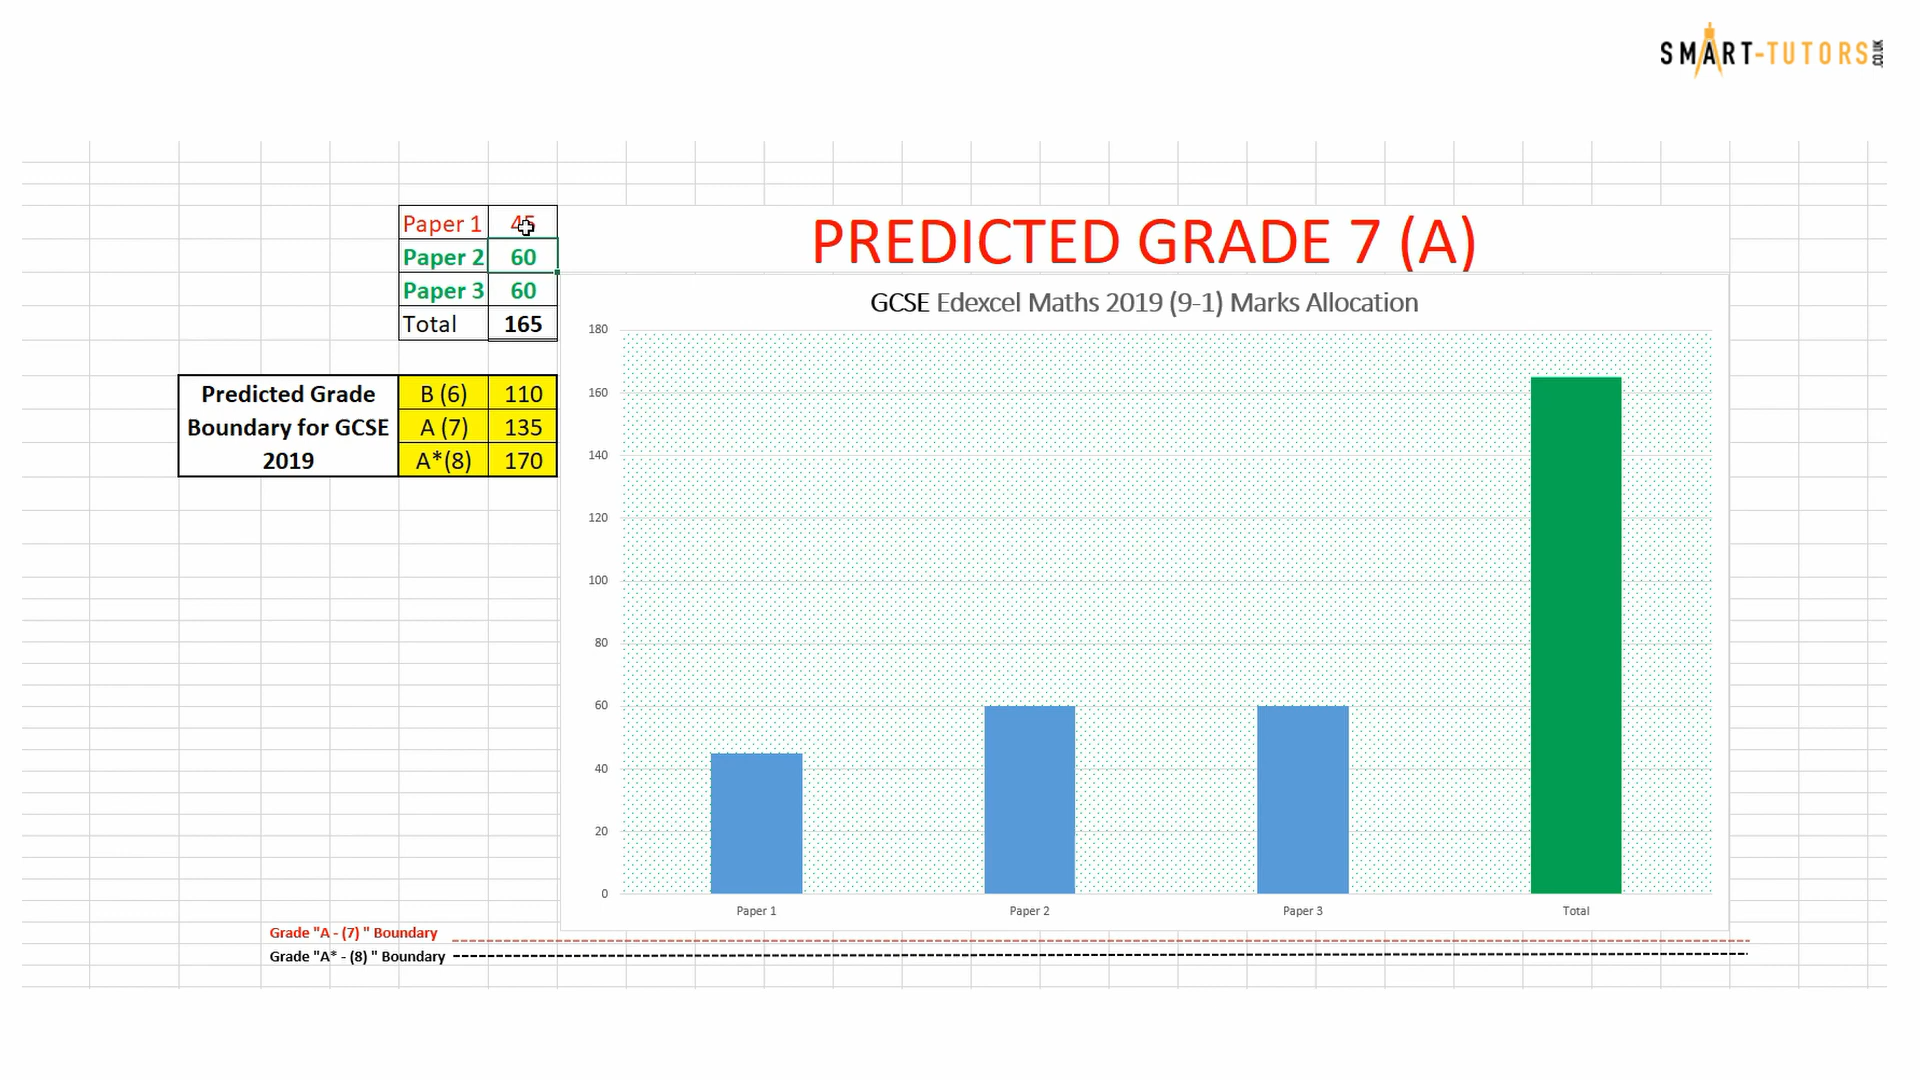 SMART-TUTORS.CO.UK
Paper 1 45
Paper 2 60
Paper 3 60
Total 165
PREDICTED GRADE 7 (A)
GCSE Edexcel Maths 2019 (9-1) Marks Allocation
Predicted Grade
Boundary for GCSE
2019
B (6) 110
A (7) 135
A*(8) 170
180
160
140
120
100
80
60
40
20
0
Paper 1 Paper 2 Paper 3 Total
Grade "A - (7) " Boundary
Grade "A* - (8) " Boundary